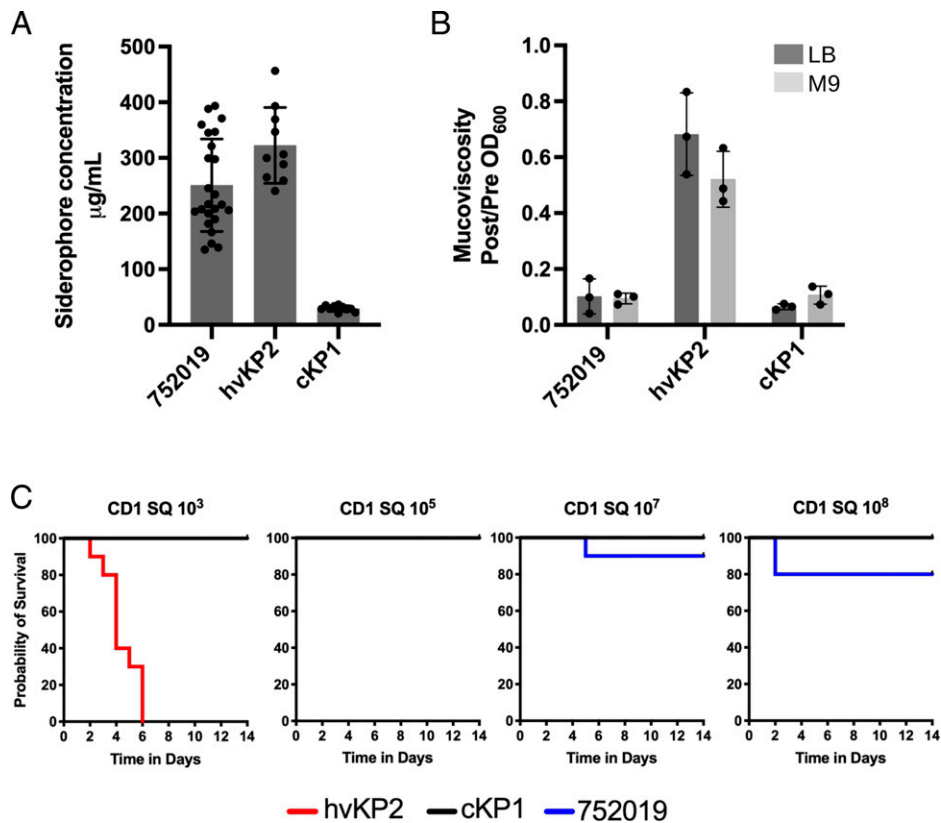 A
Siderophore concentration
µg/mL
500
400
300
200
100
0
752019
hvKP2
cKP1
B
Mucoviscosity
Post/Pre OD600
1.0
0.8
0.6
0.4
0.2
0.0
LB
M9
752019
hvKP2
cKP1
C
CD1 SQ 10³
Probability of Survival
100
80
60
40
20
0
0 2 4 6 8 10 12 14
Time in Days
CD1 SQ 10⁵
100
80
60
40
20
0
0 2 4 6 8 10 12 14
Time in Days
CD1 SQ 10⁷
100
80
60
40
20
0
0 2 4 6 8 10 12 14
Time in Days
CD1 SQ 10⁸
100
80
60
40
20
0
0 2 4 6 8 10 12 14
Time in Days
hvKP2 cKP1 752019